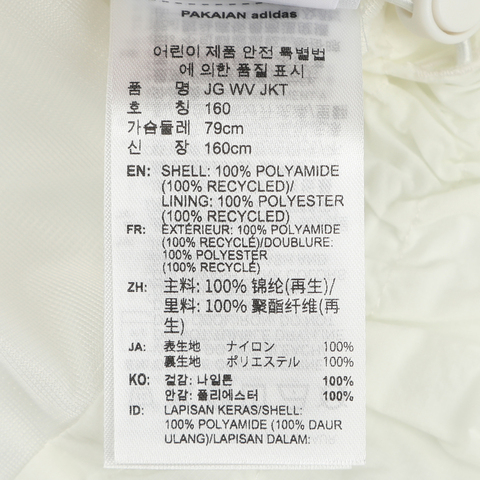 PAKAIAN adidas
어린이 제품 안전 특별법
에 의한 품질 표시
품 명 JG WV JKT
호 칭 160
가슴둘레 79cm
신 장 160cm
EN: SHELL: 100% POLYAMIDE
(100% RECYCLED)/
LINING: 100% POLYESTER
(100% RECYCLED)
FR: EXTÉRIEUR: 100% POLYAMIDE
(100% RECYCLÉ)/DOUBLURE:
100% POLYESTER
(100% RECYCLÉ)
ZH: 主料: 100% 锦纶(再生)/
里料: 100% 聚酯纤维(再
生)
JA: 表生地 ナイロン 100%
裏生地 ポリエステル 100%
KO: 겉감: 나일론 100%
안감: 폴리에스터 100%
ID: LAPISAN KERAS/SHELL:
100% POLYAMIDE (100% DAUR
ULANG)/LAPISAN DALAM: